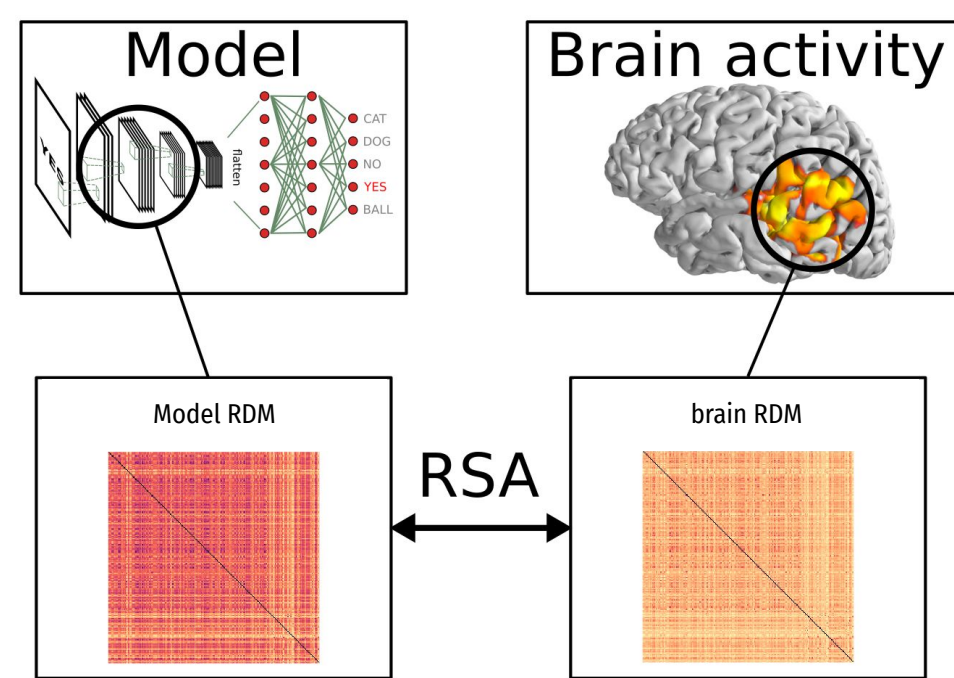 Model
Brain activity
YES
flatten
CAT
DOG
NO
YES
BALL
Model RDM
brain RDM
RSA